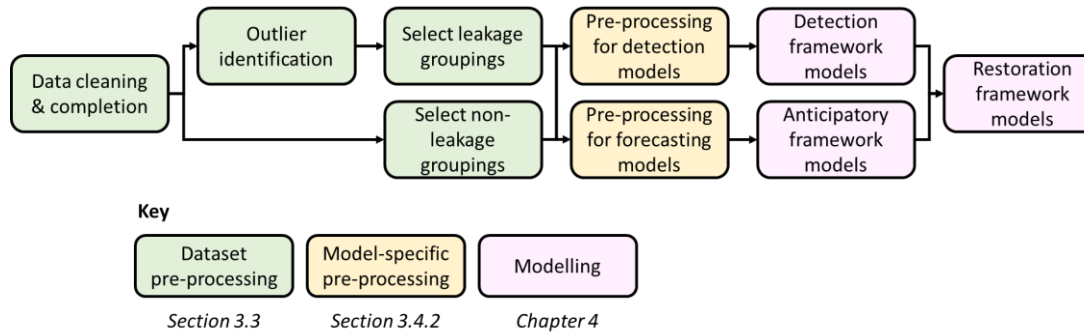 Data cleaning
& completion
Outlier
identification
Select leakage
groupings
Select non-
leakage
groupings
Pre-processing
for detection
models
Pre-processing
for forecasting
models
Detection
framework
models
Anticipatory
framework
models
Restoration
framework
models
Key
Dataset
pre-processing
Model-specific
pre-processing
Modelling
Section 3.3
Section 3.4.2
Chapter 4